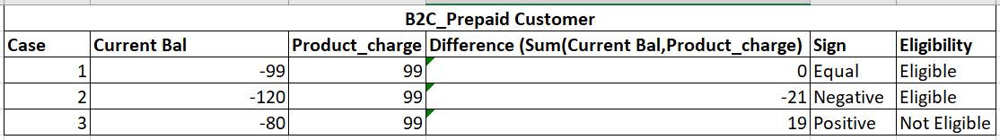 B2C_Prepaid Customer
Case Current Bal Product_charge Difference (Sum(Current Bal,Product_charge) Sign Eligibility
1 -99 99 0 Equal Eligible
2 -120 99 -21 Negative Eligible
3 -80 99 19 Positive Not Eligible